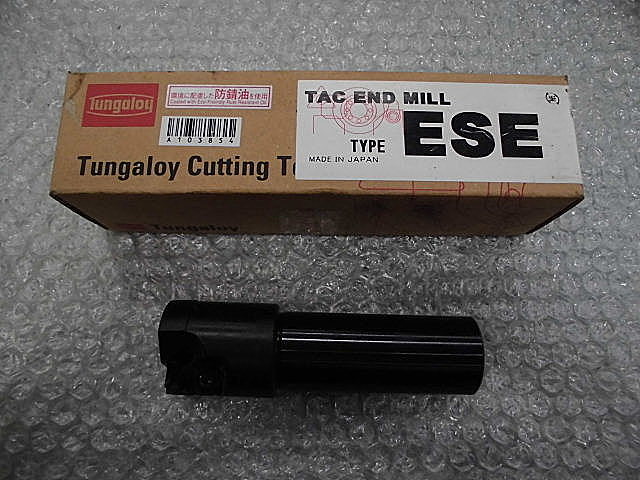 Tungaloy
環境に配慮した防錆油を使用
Coated with Eco-Friendly Rust Resistant Oil
A103854
Tungaloy Cutting
TAC END MILL
TYPE ESE
MADE IN JAPAN
Tungaloy